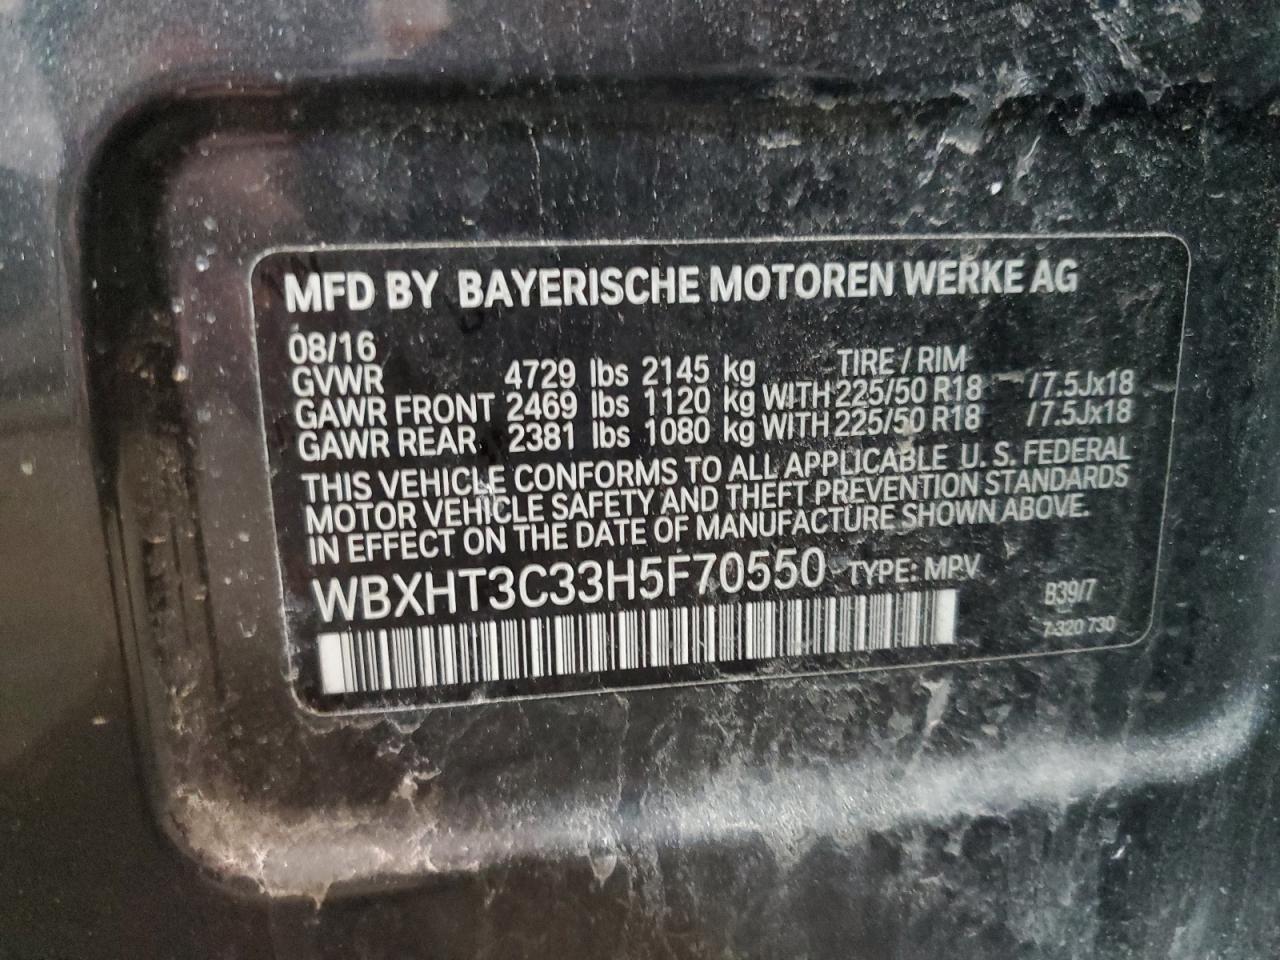 MFD BY BAYERISCHE MOTOREN WERKE AG
08/16
GVWR 4729 lbs 2145 kg TIRE / RIM
GAWR FRONT 2469 lbs 1120 kg WITH 225/50 R18 /7.5Jx18
GAWR REAR 2381 lbs 1080 kg WITH 225/50 R18 /7.5Jx18
THIS VEHICLE CONFORMS TO ALL APPLICABLE U. S. FEDERAL
MOTOR VEHICLE SAFETY AND THEFT PREVENTION STANDARDS
IN EFFECT ON THE DATE OF MANUFACTURE SHOWN ABOVE.
WBXHT3C33H5F70550 TYPE: MPV
B39/7
7-320 730